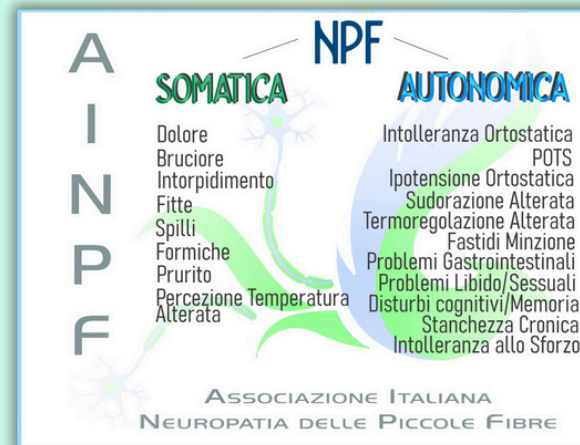 AINPF
NPF
SOMATICA
Dolore
Bruciore
Intorpidimento
Fitte
Spilli
Formiche
Prurito
Percezione Temperatura
Alterata
AUTONOMICA
Intolleranza Ortostatica
POTS
Ipotensione Ortostatica
Sudorazione Alterata
Termoregolazione Alterata
Fastidi Minzione
Problemi Gastrointestinali
Problemi Libido/Sessuali
Disturbi cognitivi/Memoria
Stanchezza Cronica
Intolleranza allo Sforzo
Associazione Italiana
Neuropatia delle Piccole Fibre